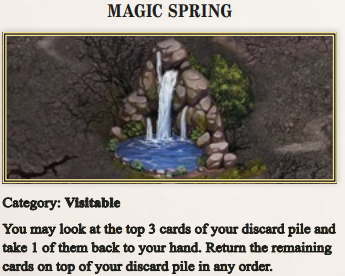 MAGIC SPRING
Category: Visitable
You may look at the top 3 cards of your discard pile and
take 1 of them back to your hand. Return the remaining
cards on top of your discard pile in any order.